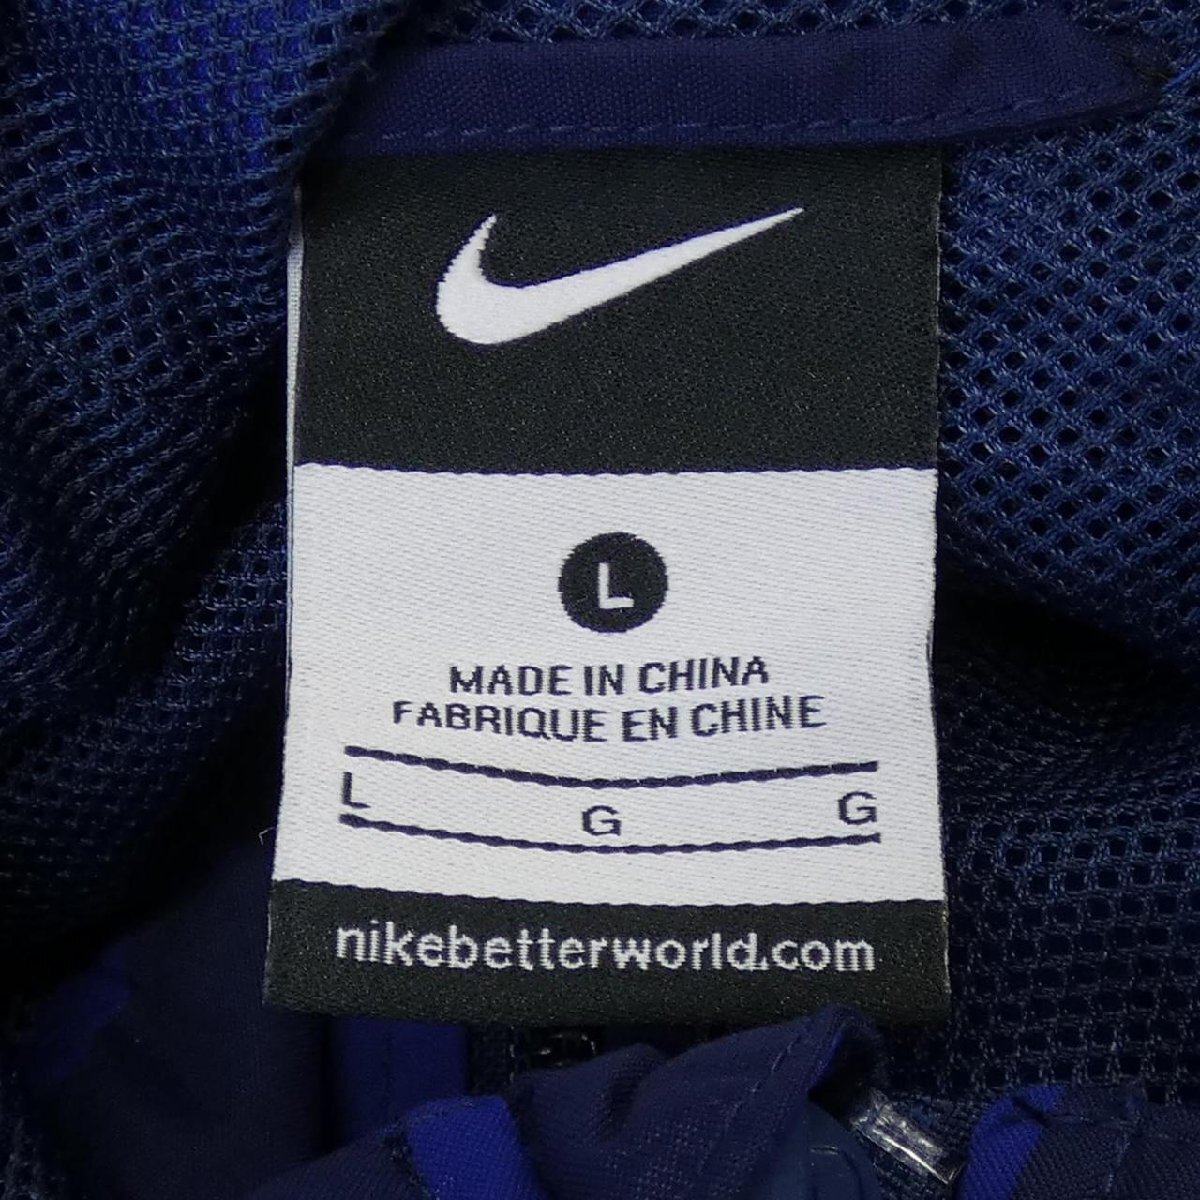 L
MADE IN CHINA
FABRIQUE EN CHINE
L G G
nikebetterworld.com